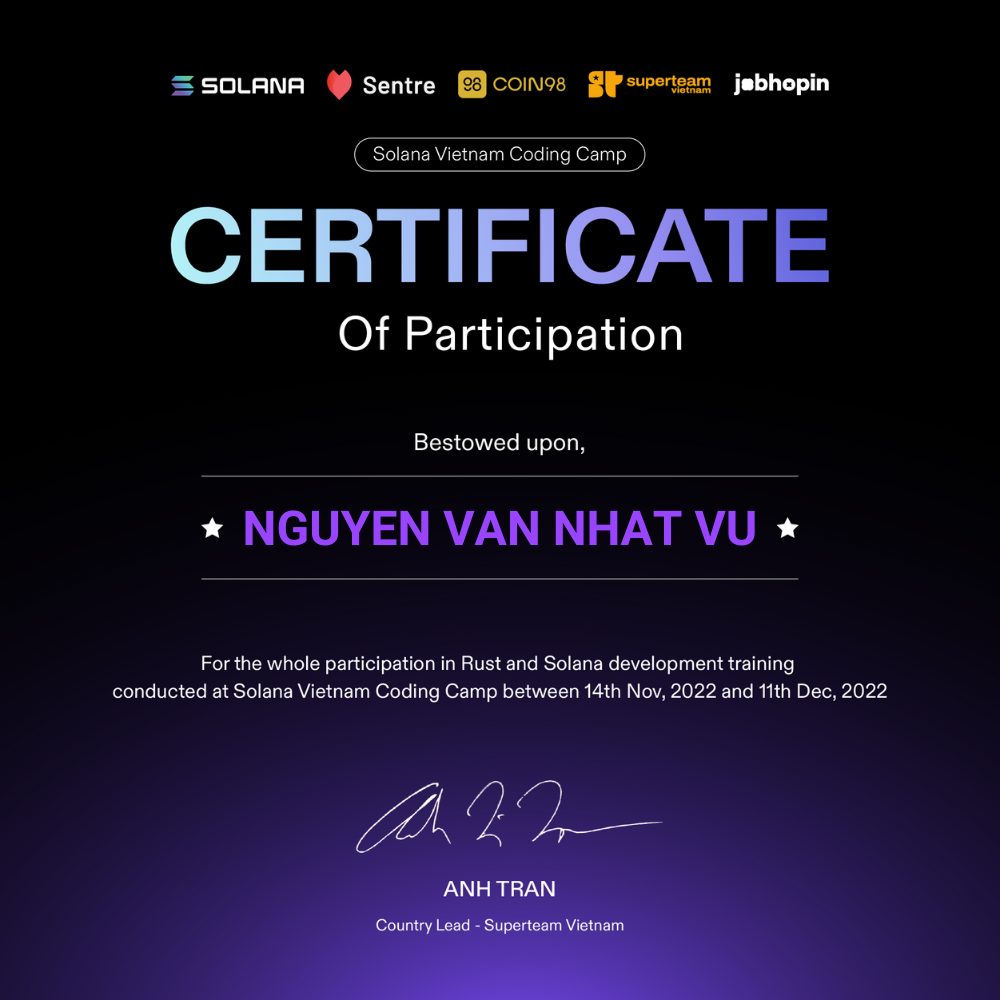 SOLANA Sentre 98 COIN98 ST superteam vietnam jobhopin
Solana Vietnam Coding Camp
CERTIFICATE
Of Participation
Bestowed upon,
NGUYEN VAN NHAT VU
For the whole participation in Rust and Solana development training
conducted at Solana Vietnam Coding Camp between 14th Nov, 2022 and 11th Dec, 2022
ANH TRAN
Country Lead - Superteam Vietnam